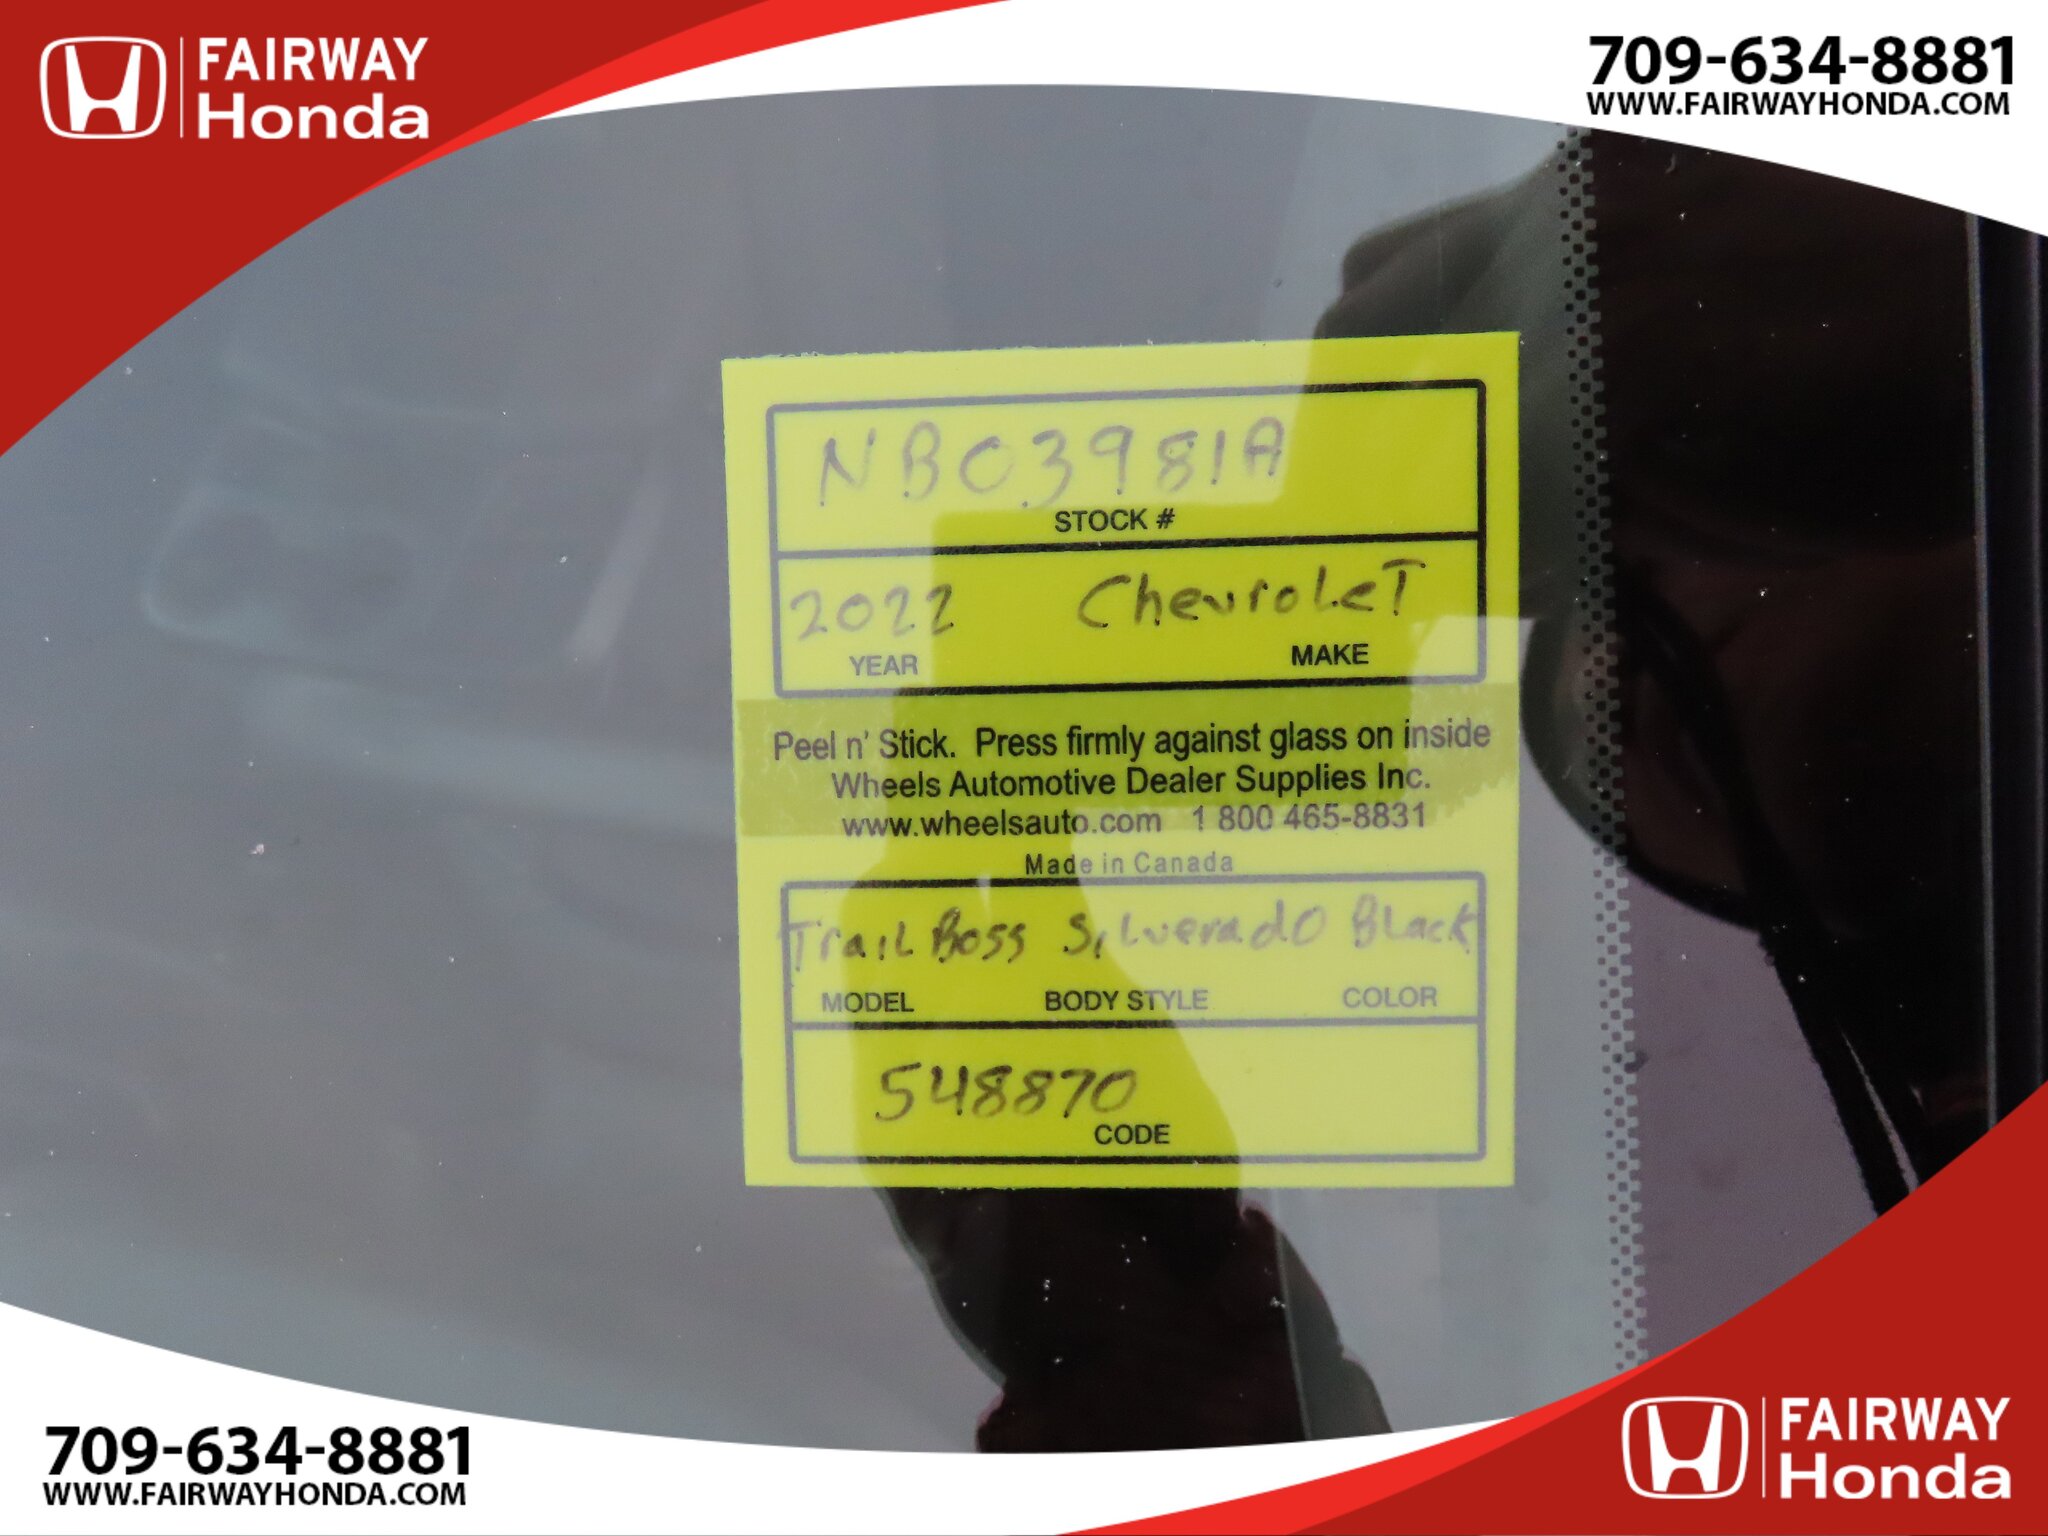 FAIRWAY
Honda
709-634-8881
WWW.FAIRWAYHONDA.COM
NB03981A
STOCK #
2022 ChevroLeT
YEAR MAKE
Peel n' Stick. Press firmly against glass on inside
Wheels Automotive Dealer Supplies Inc.
www.wheelsauto.com 1 800 465-8831
Made in Canada
TraiL Boss SiLveradO BLack
MODEL BODY STYLE COLOR
548870
CODE
709-634-8881
WWW.FAIRWAYHONDA.COM
FAIRWAY
Honda